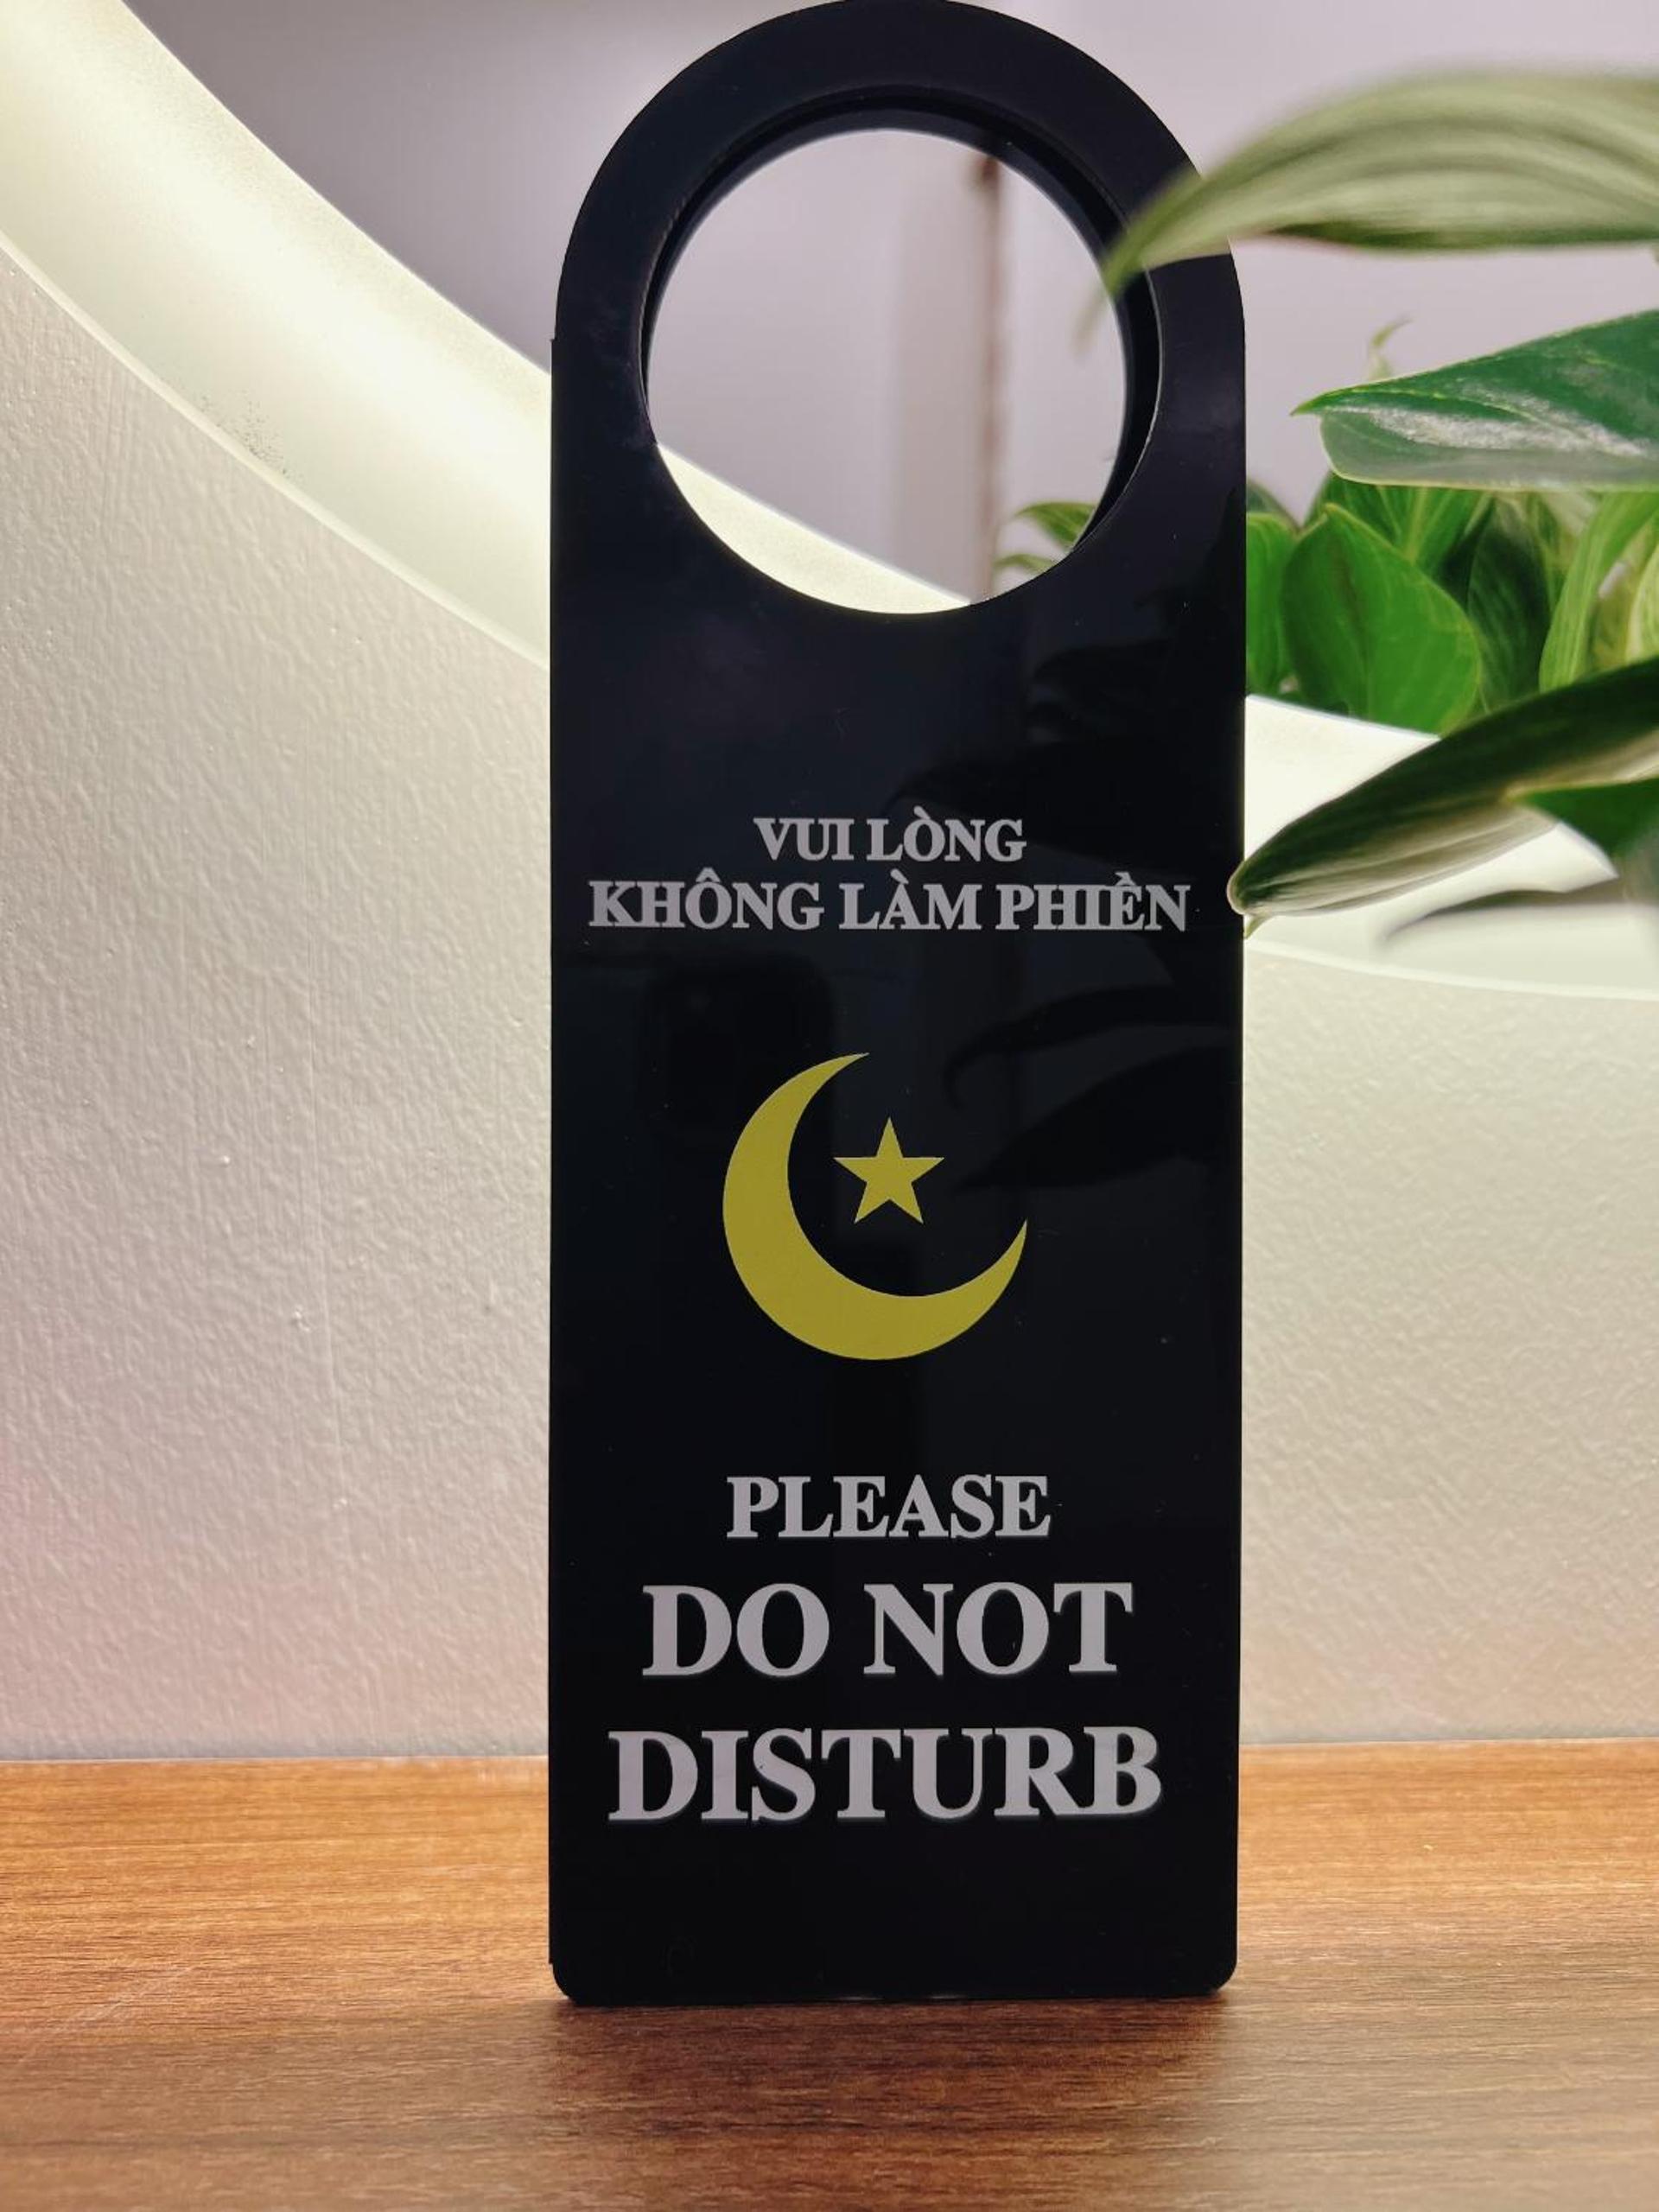 VUI LÒNG
KHÔNG LÀM PHIỀN
PLEASE
DO NOT
DISTURB